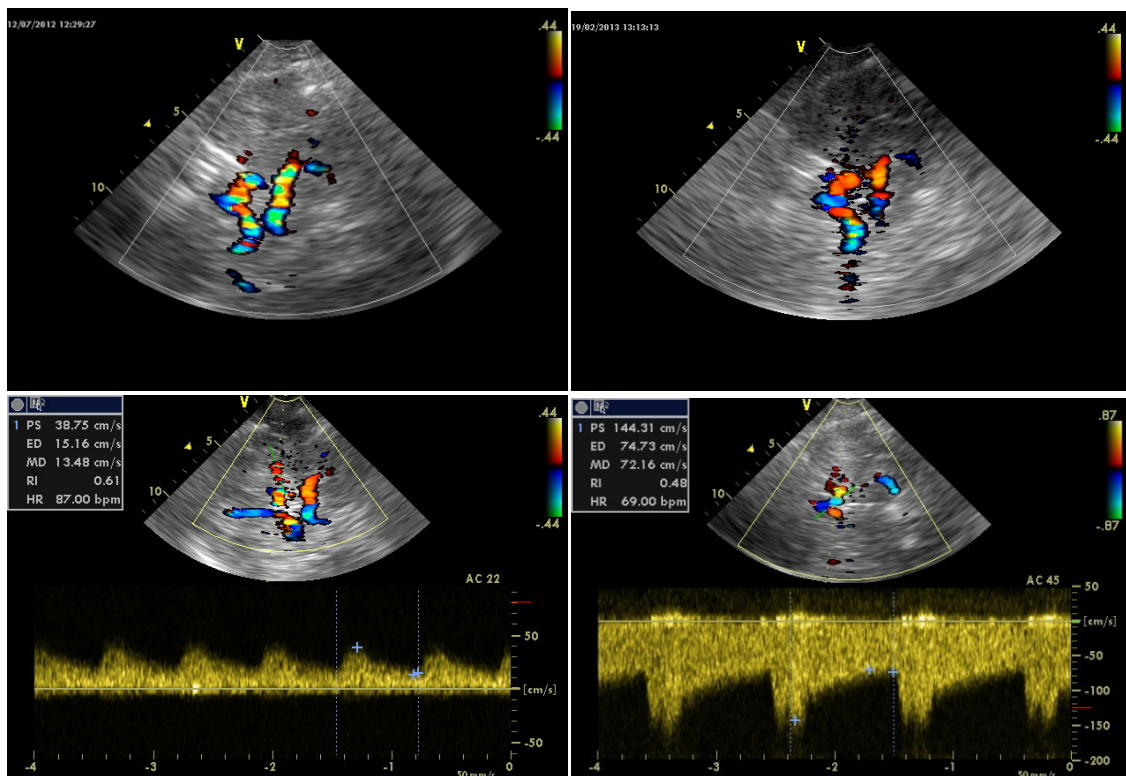 12/07/2012 12:29:27
V
.44
5
10
-.44
19/02/2013 13:13:13
V
.44
5
10
-.44
1 PS 38.75 cm/s
ED 15.16 cm/s
MD 13.48 cm/s
RI 0.61
HR 87.00 bpm
V
.44
5
10
-.44
AC 22
50
[cm/s]
-50
-4 -3 -2 -1 0
50 mm/s
1 PS 144.31 cm/s
ED 74.73 cm/s
MD 72.16 cm/s
RI 0.48
HR 69.00 bpm
V
.87
5
10
-.87
AC 45
50
[cm/s]
-50
-100
-150
-200
-4 -3 -2 -1 0
50 mm/s